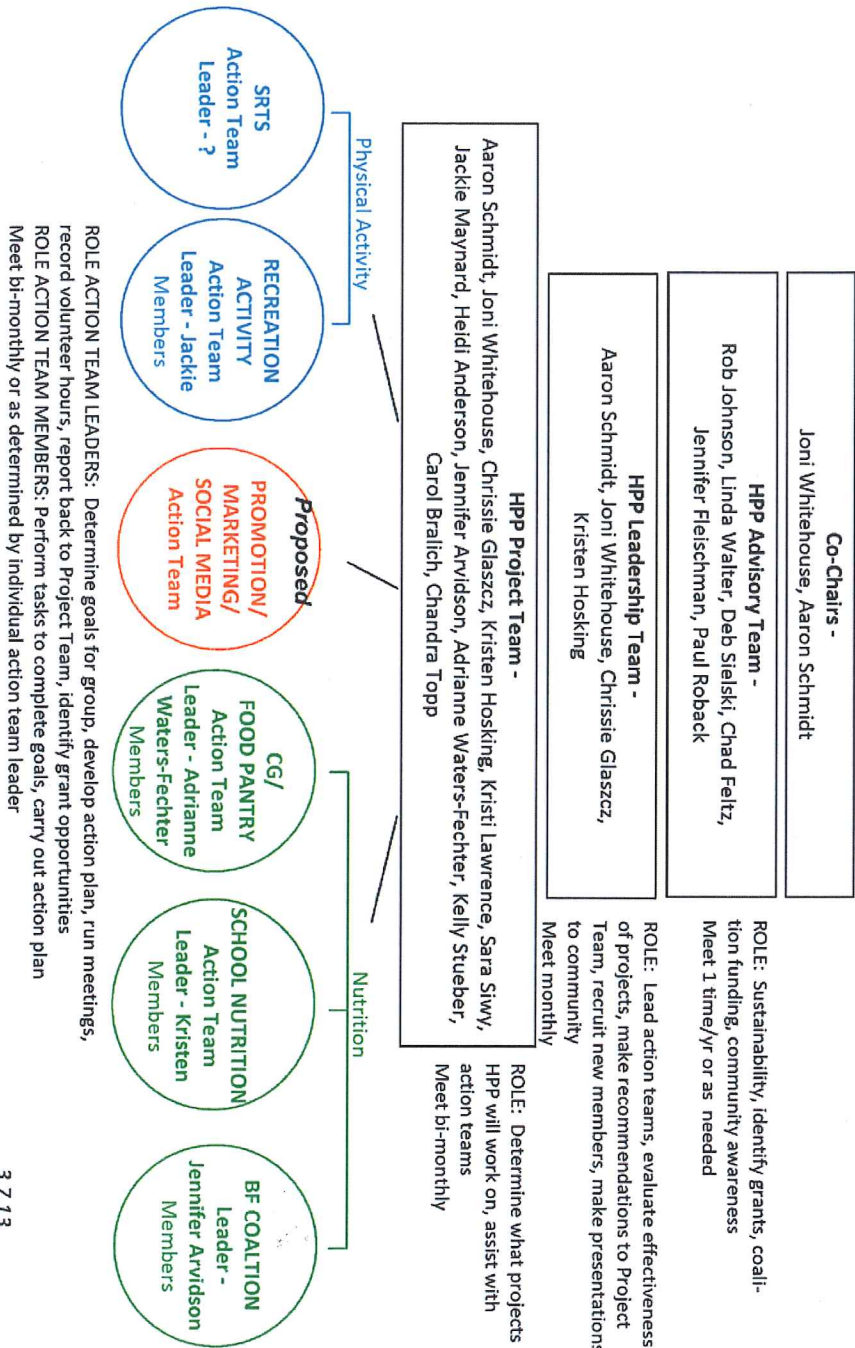 Co-Chairs -
Joni Whitehouse, Aaron Schmidt
HPP Advisory Team -
Rob Johnson, Linda Walter, Deb Sielski, Chad Feltz,
Jennifer Fleischman, Paul Roback
ROLE: Sustainability, identify grants, coali-
tion funding, community awareness
Meet 1 time/yr or as needed
HPP Leadership Team -
Aaron Schmidt, Joni Whitehouse, Chrissie Glaszcz,
Kristen Hosking
ROLE: Lead action teams, evaluate effectiveness
of projects, make recommendations to Project
Team, recruit new members, make presentations
to community
Meet monthly
HPP Project Team -
Aaron Schmidt, Joni Whitehouse, Chrissie Glaszcz, Kristen Hosking, Kristi Lawrence, Sara Siwy,
Jackie Maynard, Heidi Anderson, Jennifer Arvidson, Adrianne Waters-Fechter, Kelly Stueber,
Carol Bralich, Chandra Topp
ROLE: Determine what projects
HPP will work on, assist with
action teams
Meet bi-monthly
Physical Activity
Nutrition
SRTS
Action Team
Leader - ?
RECREATION
ACTIVITY
Action Team
Leader - Jackie
Members
Proposed
PROMOTION/
MARKETING/
SOCIAL MEDIA
Action Team
CG/
FOOD PANTRY
Action Team
Leader - Adrianne
Waters-Fechter
Members
SCHOOL NUTRITION
Action Team
Leader - Kristen
Members
BF COALTION
Leader -
Jennifer Arvidson
Members
ROLE ACTION TEAM LEADERS: Determine goals for group, develop action plan, run meetings,
record volunteer hours, report back to Project Team, identify grant opportunities
ROLE ACTION TEAM MEMBERS: Perform tasks to complete goals, carry out action plan
Meet bi-monthly or as determined by individual action team leader
3.7.13